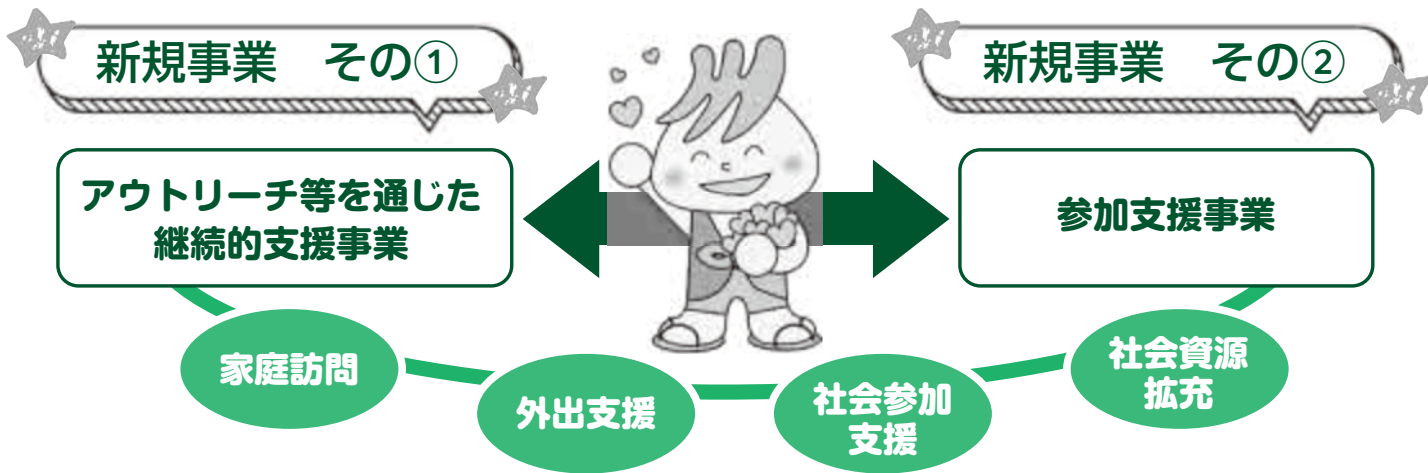 新規事業　その①
新規事業　その②
アウトリーチ等を通じた
継続的支援事業
参加支援事業
家庭訪問
外出支援
社会参加
支援
社会資源
拡充